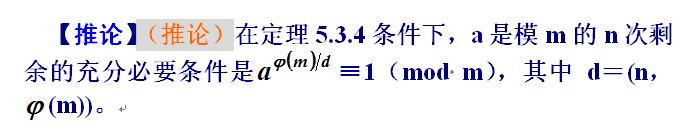 【推论】（推论）在定理 5.3.4 条件下，a 是模 m 的 n 次剩
余的充分必要条件是a^{φ(m)/d} ≡1（mod m），其中 d＝(n，
φ(m))。